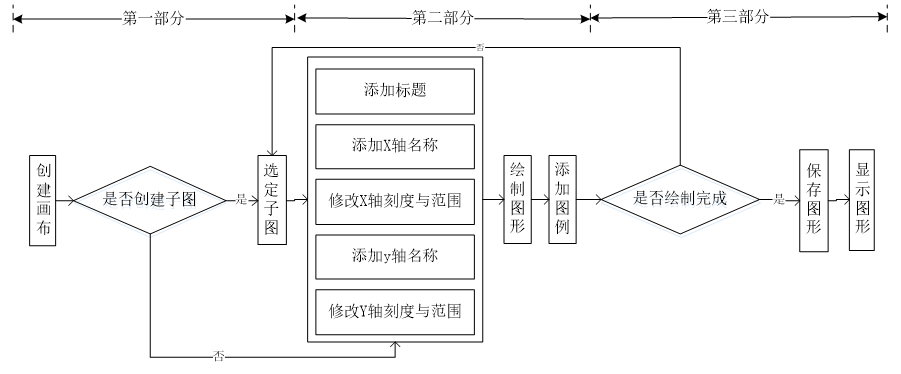 第一部分
第二部分
第三部分
创建画布
是否创建子图
是
否
选定子图
添加标题
添加X轴名称
修改X轴刻度与范围
添加y轴名称
修改Y轴刻度与范围
绘制图形
添加图例
是否绘制完成
否
是
保存图形
显示图形